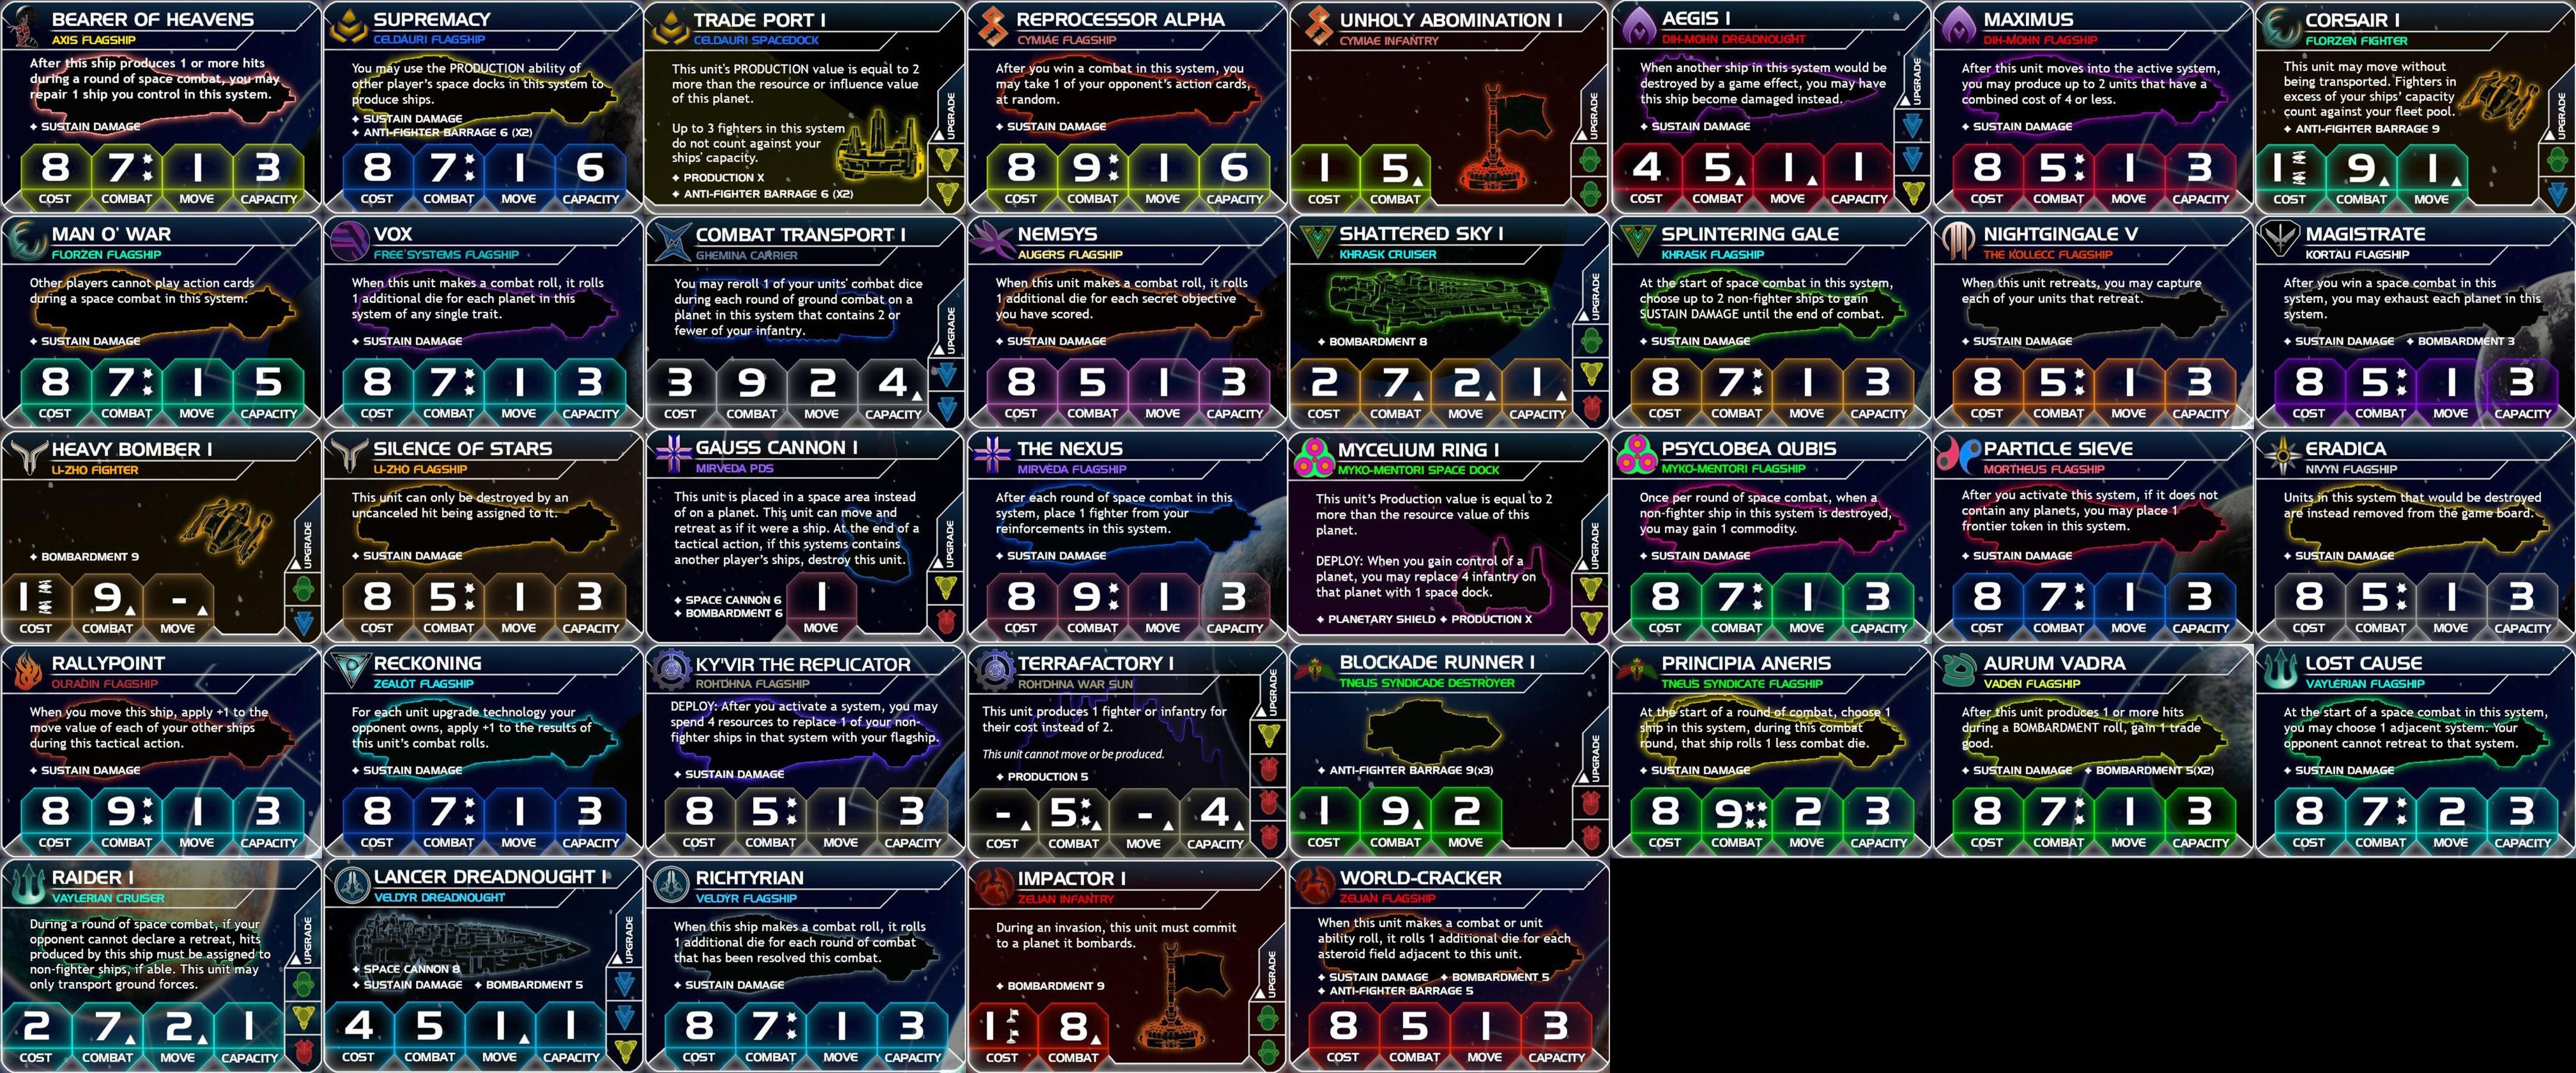 BEARER OF HEAVENS
AXIS FLAGSHIP
After this ship produces 1 or more hits
during a round of space combat, you may
repair 1 ship you control in this system.
✦ SUSTAIN DAMAGE
8 7 1 3
COST COMBAT MOVE CAPACITY
SUPREMACY
CELDAURI FLAGSHIP
You may use the PRODUCTION ability of
other player's space docks in this system to
produce ships.
✦ SUSTAIN DAMAGE
✦ ANTI-FIGHTER BARRAGE 6 (X2)
8 7 1 6
COST COMBAT MOVE CAPACITY
TRADE PORT I
CELDAURI SPACEDOCK
This unit's PRODUCTION value is equal to 2
more than the resource or influence value
of this planet.
Up to 3 fighters in this system
do not count against your
ships' capacity.
✦ PRODUCTION X
✦ ANTI-FIGHTER BARRAGE 6 (X2)
UPGRADE
REPROCESSOR ALPHA
CYMIAE FLAGSHIP
After you win a combat in this system, you
may take 1 of your opponent's action cards,
at random.
✦ SUSTAIN DAMAGE
8 9 1 6
COST COMBAT MOVE CAPACITY
UNHOLY ABOMINATION I
CYMIAE INFANTRY
1 5
COST COMBAT
UPGRADE
AEGIS I
DIH-MOHN DREADNOUGHT
When another ship in this system would be
destroyed by a game effect, you may have
this ship become damaged instead.
✦ SUSTAIN DAMAGE
4 5 1 1
COST COMBAT MOVE CAPACITY
UPGRADE
MAXIMUS
DIH-MOHN FLAGSHIP
After this unit moves into the active system,
you may produce up to 2 units that have a
combined cost of 4 or less.
✦ SUSTAIN DAMAGE
8 5 1 3
COST COMBAT MOVE CAPACITY
CORSAIR I
FLORZEN FIGHTER
This unit may move without
being transported. Fighters in
excess of your ships' capacity
count against your fleet pool.
✦ ANTI-FIGHTER BARRAGE 9
1 9 1
COST COMBAT MOVE
UPGRADE
MAN O' WAR
FLORZEN FLAGSHIP
Other players cannot play action cards
during a space combat in this system.
✦ SUSTAIN DAMAGE
8 7 1 5
COST COMBAT MOVE CAPACITY
VOX
FREE SYSTEMS FLAGSHIP
When this unit makes a combat roll, it rolls
1 additional die for each planet in this
system of any single trait.
✦ SUSTAIN DAMAGE
8 7 1 3
COST COMBAT MOVE CAPACITY
COMBAT TRANSPORT I
GHEMINA CARRIER
You may reroll 1 of your units' combat dice
during each round of ground combat on a
planet in this system that contains 2 or
fewer of your infantry.
3 9 2 4
COST COMBAT MOVE CAPACITY
UPGRADE
NEMSYS
AUGERS FLAGSHIP
When this unit makes a combat roll, it rolls
1 additional die for each secret objective
you have scored.
✦ SUSTAIN DAMAGE
8 5 1 3
COST COMBAT MOVE CAPACITY
SHATTERED SKY I
KHRASK CRUISER
✦ BOMBARDMENT 8
2 7 2 1
COST COMBAT MOVE CAPACITY
UPGRADE
SPLINTERING GALE
KHRASK FLAGSHIP
At the start of space combat in this system,
choose up to 2 non-fighter ships to gain
SUSTAIN DAMAGE until the end of combat.
✦ SUSTAIN DAMAGE
8 7 1 3
COST COMBAT MOVE CAPACITY
NIGHTGINGALE V
THE KOLLECC FLAGSHIP
When this unit retreats, you may capture
each of your units that retreat.
✦ SUSTAIN DAMAGE
8 5 1 3
COST COMBAT MOVE CAPACITY
MAGISTRATE
KORTALI FLAGSHIP
After you win a space combat in this
system, you may exhaust each planet in this
system.
✦ SUSTAIN DAMAGE ✦ BOMBARDMENT 3
8 5 1 3
COST COMBAT MOVE CAPACITY
HEAVY BOMBER I
LI-ZHO FIGHTER
✦ BOMBARDMENT 9
1 9 -
COST COMBAT MOVE
UPGRADE
SILENCE OF STARS
LI-ZHO FLAGSHIP
This unit can only be destroyed by an
uncanceled hit being assigned to it.
✦ SUSTAIN DAMAGE
8 5 1 3
COST COMBAT MOVE CAPACITY
GAUSS CANNON I
MIRVEDA PDS
This unit is placed in a space area instead
of on a planet. This unit can move and
retreat as if it were a ship. At the end of a
tactical action, if this systems contains
another player's ships, destroy this unit.
✦ SPACE CANNON 6
✦ BOMBARDMENT 6
1
MOVE
UPGRADE
THE NEXUS
MIRVEDA FLAGSHIP
After each round of space combat in this
system, place 1 fighter from your
reinforcements in this system.
✦ SUSTAIN DAMAGE
8 9 1 3
COST COMBAT MOVE CAPACITY
MYCELIUM RING I
MYKO-MENTORI SPACE DOCK
This unit's Production value is equal to 2
more than the resource value of this
planet.
DEPLOY: When you gain control of a
planet, you may replace 4 infantry on
that planet with 1 space dock.
✦ PLANETARY SHIELD ✦ PRODUCTION X
UPGRADE
PSYCLOBEA QUBIS
MYKO-MENTORI FLAGSHIP
Once per round of space combat, when a
non-fighter ship in this system is destroyed,
you may gain 1 commodity.
✦ SUSTAIN DAMAGE
8 7 1 3
COST COMBAT MOVE CAPACITY
PARTICLE SIEVE
MORTHEUS FLAGSHIP
After you activate this system, if it does not
contain any planets, you may place 1
frontier token in this system.
✦ SUSTAIN DAMAGE
8 7 1 3
COST COMBAT MOVE CAPACITY
ERADICA
NIVYN FLAGSHIP
Units in this system that would be destroyed
are instead removed from the game board.
✦ SUSTAIN DAMAGE
8 5 1 3
COST COMBAT MOVE CAPACITY
RALLYPOINT
OLRADIN FLAGSHIP
When you move this ship, apply +1 to the
move value of each of your other ships
during this tactical action.
✦ SUSTAIN DAMAGE
8 9 1 3
COST COMBAT MOVE CAPACITY
RECKONING
ZEALOT FLAGSHIP
For each unit upgrade technology your
opponent owns, apply +1 to the results of
this unit's combat rolls.
✦ SUSTAIN DAMAGE
8 7 1 3
COST COMBAT MOVE CAPACITY
KY'VIR THE REPLICATOR
ROH'DHNA FLAGSHIP
DEPLOY: After you activate a system, you may
spend 4 resources to replace 1 of your non-
fighter ships in that system with your flagship.
✦ SUSTAIN DAMAGE
8 5 1 3
COST COMBAT MOVE CAPACITY
TERRAFACTORY I
ROH'DHNA WAR SUN
This unit produces 1 fighter or infantry for
their cost instead of 2.
This unit cannot move or be produced.
✦ PRODUCTION 5
- 5 - 4
COST COMBAT MOVE CAPACITY
UPGRADE
BLOCKADE RUNNER I
TNELIS SYNDICADE DESTROYER
✦ ANTI-FIGHTER BARRAGE 9(x3)
1 9 2
COST COMBAT MOVE
UPGRADE
PRINCIPIA ANERIS
TNELIS SYNDICATE FLAGSHIP
At the start of a round of combat, choose 1
ship in this system, during this combat
round, that ship rolls 1 less combat die.
✦ SUSTAIN DAMAGE
8 9 2 3
COST COMBAT MOVE CAPACITY
AURUM VADRA
VADEN FLAGSHIP
After this unit produces 1 or more hits
during a BOMBARDMENT roll, gain 1 trade
good.
✦ SUSTAIN DAMAGE ✦ BOMBARDMENT 5(X2)
8 7 1 3
COST COMBAT MOVE CAPACITY
LOST CAUSE
VAYLERIAN FLAGSHIP
At the start of a space combat in this system,
you may choose 1 adjacent system. Your
opponent cannot retreat to that system.
✦ SUSTAIN DAMAGE
8 7 2 3
COST COMBAT MOVE CAPACITY
RAIDER I
VAYLERIAN CRUISER
During a round of space combat, if your
opponent cannot declare a retreat, hits
produced by this ship must be assigned to
non-fighter ships, if able. This unit may
only transport ground forces.
2 7 2 1
COST COMBAT MOVE CAPACITY
UPGRADE
LANCER DREADNOUGHT I
VELDYR DREADNOUGHT
✦ SPACE CANNON 8
✦ SUSTAIN DAMAGE ✦ BOMBARDMENT 5
4 5 1 1
COST COMBAT MOVE CAPACITY
UPGRADE
RICHTYRIAN
VELDYR FLAGSHIP
When this ship makes a combat roll, it rolls
1 additional die for each round of combat
that has been resolved this combat.
✦ SUSTAIN DAMAGE
8 7 1 3
COST COMBAT MOVE CAPACITY
IMPACTOR I
ZELIAN INFANTRY
During an invasion, this unit must commit
to a planet it bombards.
✦ BOMBARDMENT 9
1 8
COST COMBAT
UPGRADE
WORLD-CRACKER
ZELIAN FLAGSHIP
When this unit makes a combat or unit
ability roll, it rolls 1 additional die for each
asteroid field adjacent to this unit.
✦ SUSTAIN DAMAGE ✦ BOMBARDMENT 5
✦ ANTI-FIGHTER BARRAGE 5
8 5 1 3
COST COMBAT MOVE CAPACITY